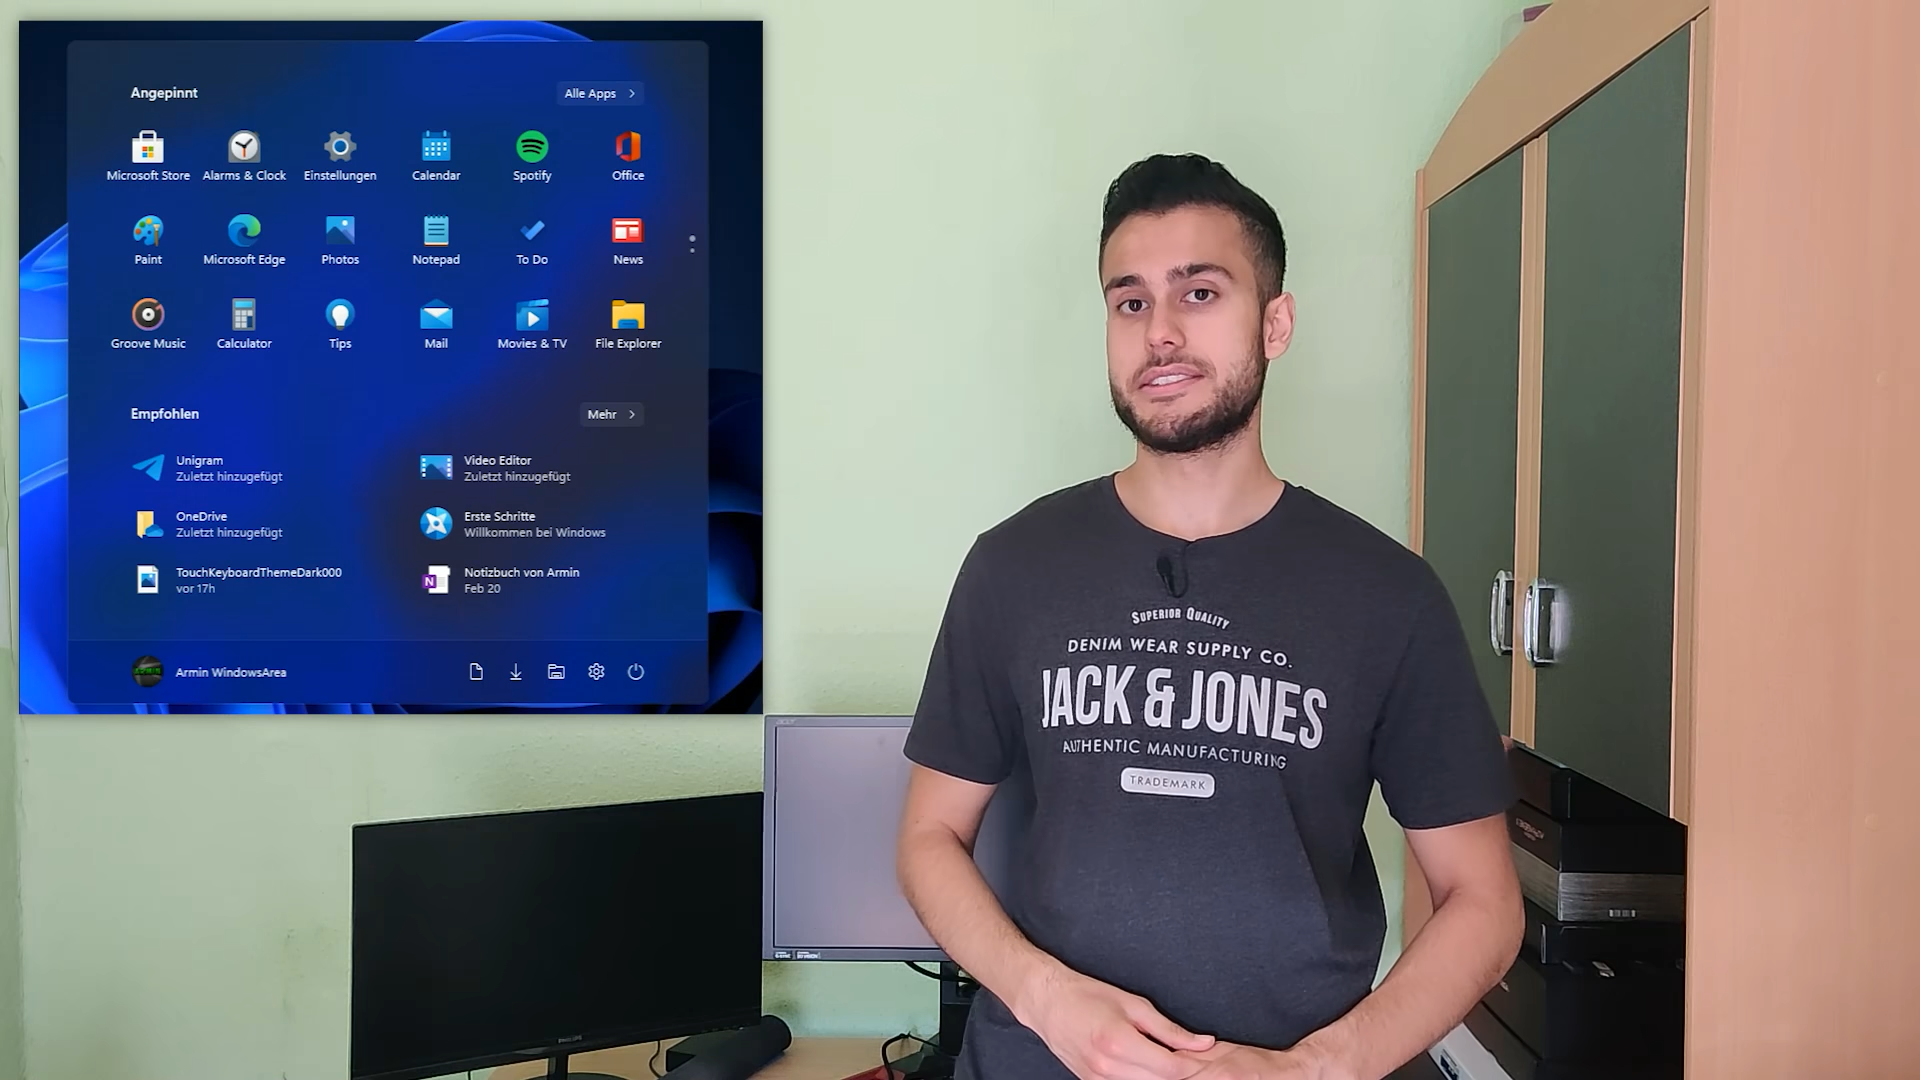 Angepinnt
Alle Apps
Microsoft Store
Alarms & Clock
Einstellungen
Calendar
Spotify
Office
Paint
Microsoft Edge
Photos
Notepad
To Do
News
Groove Music
Calculator
Tips
Mail
Movies & TV
File Explorer
Empfohlen
Mehr
Unigram
Zuletzt hinzugefügt
Video Editor
Zuletzt hinzugefügt
OneDrive
Zuletzt hinzugefügt
Erste Schritte
Willkommen bei Windows
TouchKeyboardThemeDark000
vor 17h
N
Notizbuch von Armin
Feb 20
Armin WindowsArea
SUPERIOR QUALITY
DENIM WEAR SUPPLY CO.
JACK & JONES
AUTHENTIC MANUFACTURING
TRADEMARK
acer
PHILIPS